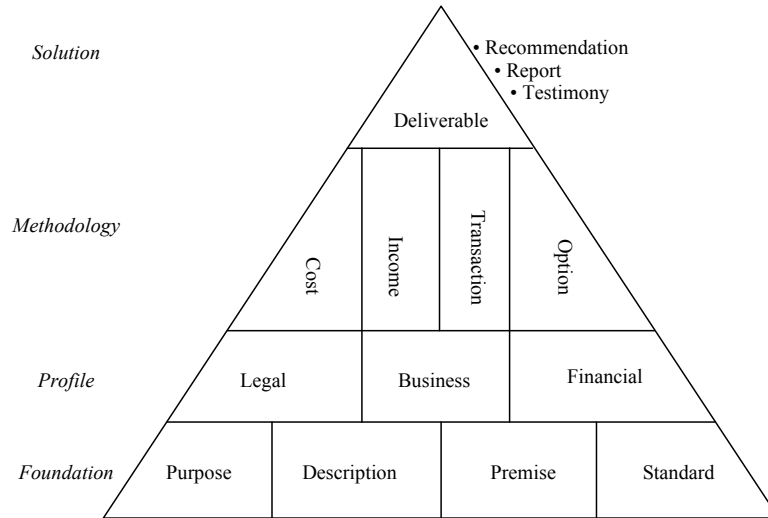 Solution
• Recommendation
• Report
• Testimony
Deliverable
Methodology
Cost
Income
Transaction
Option
Profile
Legal
Business
Financial
Foundation
Purpose
Description
Premise
Standard